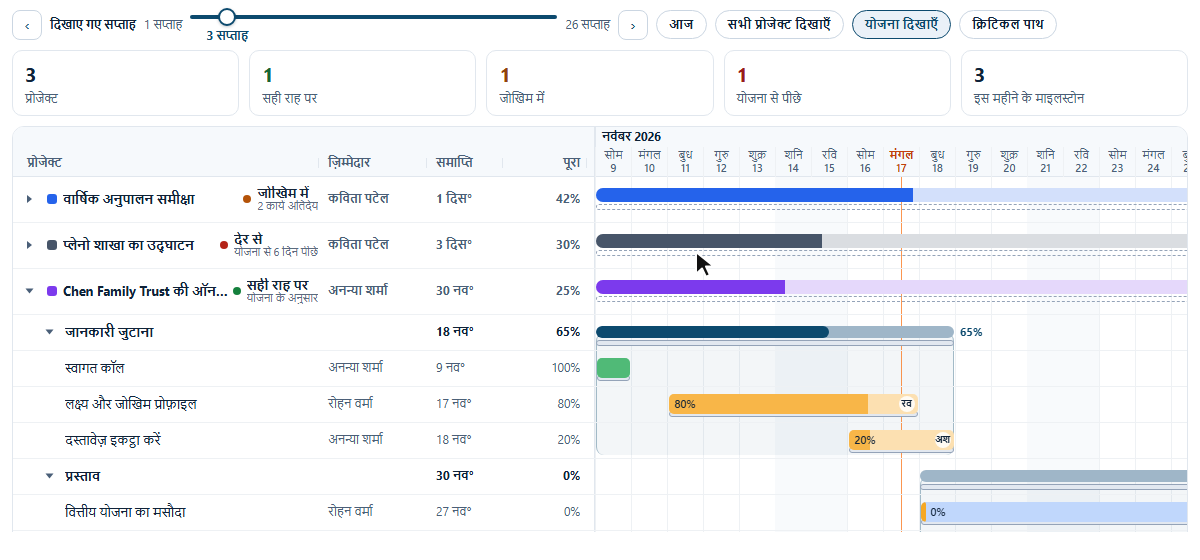 ‹ दिखाए गए सप्ताह 1 सप्ताह 3 सप्ताह 26 सप्ताह › आज सभी प्रोजेक्ट दिखाएँ योजना दिखाएँ क्रिटिकल पाथ
3 1 1 1 3
प्रोजेक्ट सही राह पर जोखिम में योजना से पीछे इस महीने के माइलस्टोन
नवंबर 2026
प्रोजेक्ट ज़िम्मेदार समाप्ति पूरा
सोम मंगल बुध गुरु शुक्र शनि रवि सोम मंगल बुध गुरु शुक्र शनि रवि सोम मंगल
9 10 11 12 13 14 15 16 17 18 19 20 21 22 23 24
वार्षिक अनुपालन समीक्षा जोखिम में कविता पटेल 1 दिस॰ 42%
2 कार्य अतिदेय
प्लेनो शाखा का उद्घाटन देर से कविता पटेल 3 दिस॰ 30%
योजना से 6 दिन पीछे
Chen Family Trust की ऑन… सही राह पर अनन्या शर्मा 30 नव॰ 25%
योजना के अनुसार
जानकारी जुटाना 18 नव॰ 65% 65%
स्वागत कॉल अनन्या शर्मा 9 नव॰ 100%
लक्ष्य और जोखिम प्रोफ़ाइल रोहन वर्मा 17 नव॰ 80% 80% रव
दस्तावेज़ इकट्ठा करें अनन्या शर्मा 18 नव॰ 20% 20% अश
प्रस्ताव 30 नव॰ 0%
वित्तीय योजना का मसौदा रोहन वर्मा 27 नव॰ 0% 0%